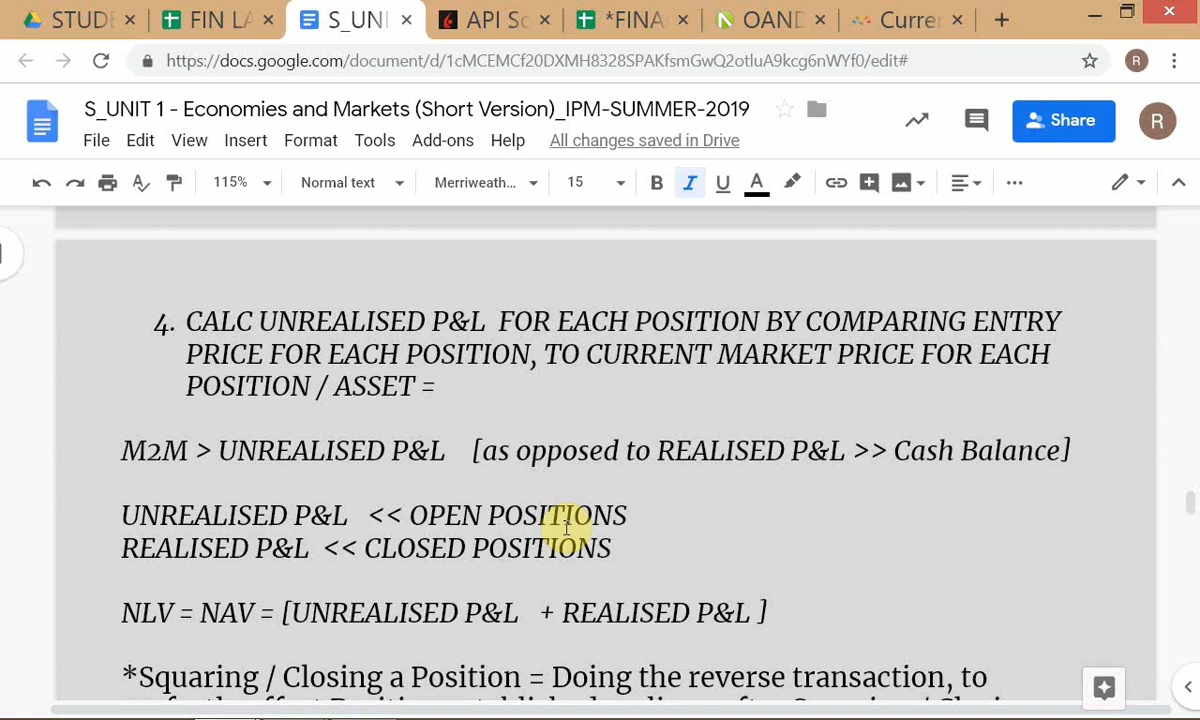 STUDE
FIN LA
S_UNI
API Sc
*FINA
OAND
Curre
https://docs.google.com/document/d/1cMCEMCf20DXMH8328SPAKfsmGwQ2otluA9kcg6nWYf0/edit#
R
S_UNIT 1 - Economies and Markets (Short Version)_IPM-SUMMER-2019
File Edit View Insert Format Tools Add-ons Help All changes saved in Drive
Share
R
115% Normal text Merriweath... 15 B I U A
4. CALC UNREALISED P&L FOR EACH POSITION BY COMPARING ENTRY
PRICE FOR EACH POSITION, TO CURRENT MARKET PRICE FOR EACH
POSITION / ASSET =
M2M > UNREALISED P&L [as opposed to REALISED P&L >> Cash Balance]
UNREALISED P&L << OPEN POSITIONS
REALISED P&L << CLOSED POSITIONS
NLV = NAV = [UNREALISED P&L + REALISED P&L ]
*Squaring / Closing a Position = Doing the reverse transaction, to